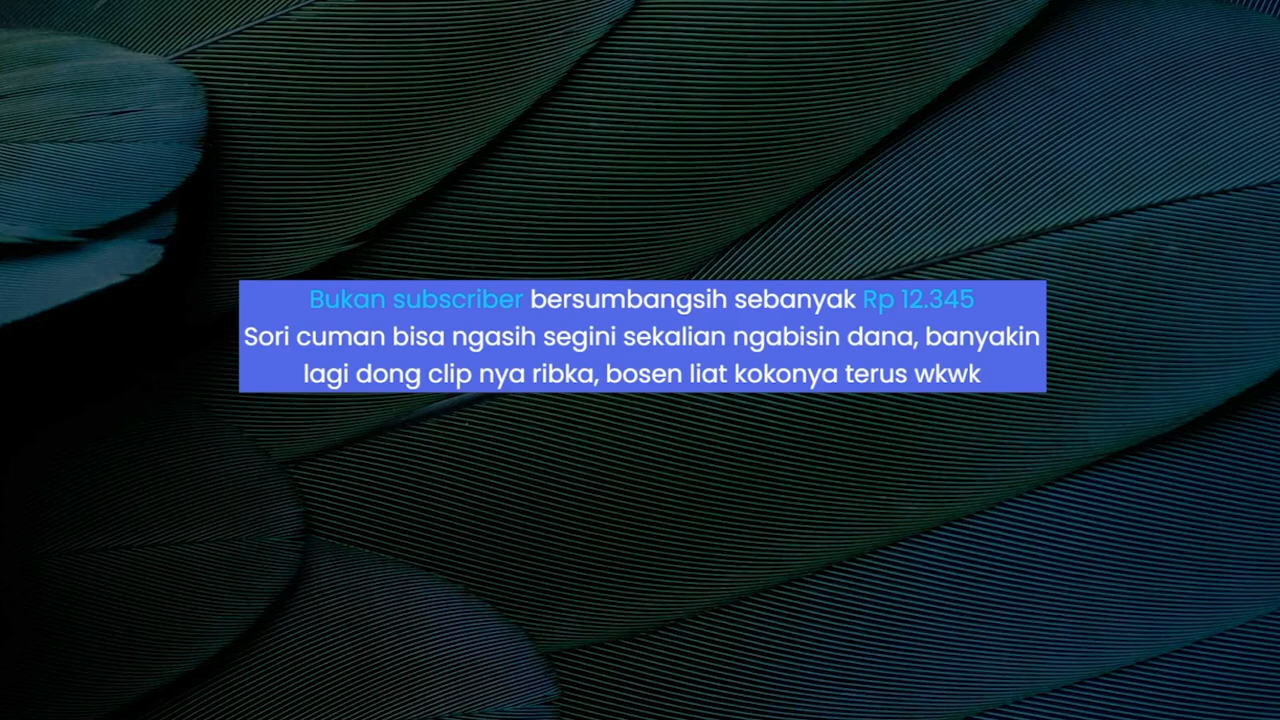 Bukan subscriber bersumbangsih sebanyak Rp 12.345
Sori cuman bisa ngasih segini sekalian ngabisin dana, banyakin
lagi dong clip nya ribka, bosen liat kokonya terus wkwk